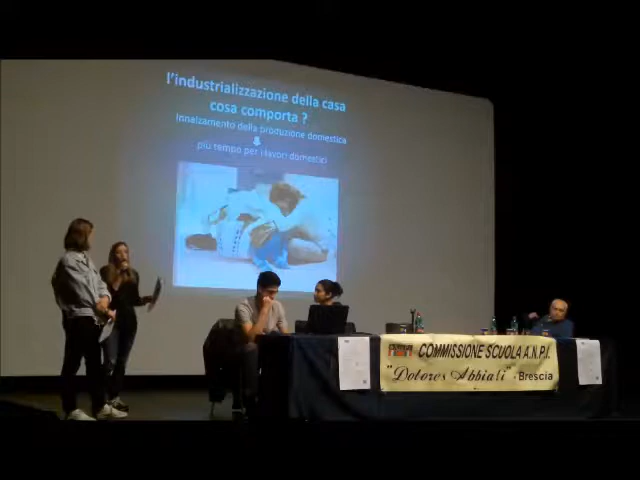 l'industrializzazione della casa
cosa comporta ?
Innalzamento della produzione domestica
più tempo per i lavori domestici
COMMISSIONE SCUOLA A.N.P.I.
"Dolores Abbiati" - Brescia